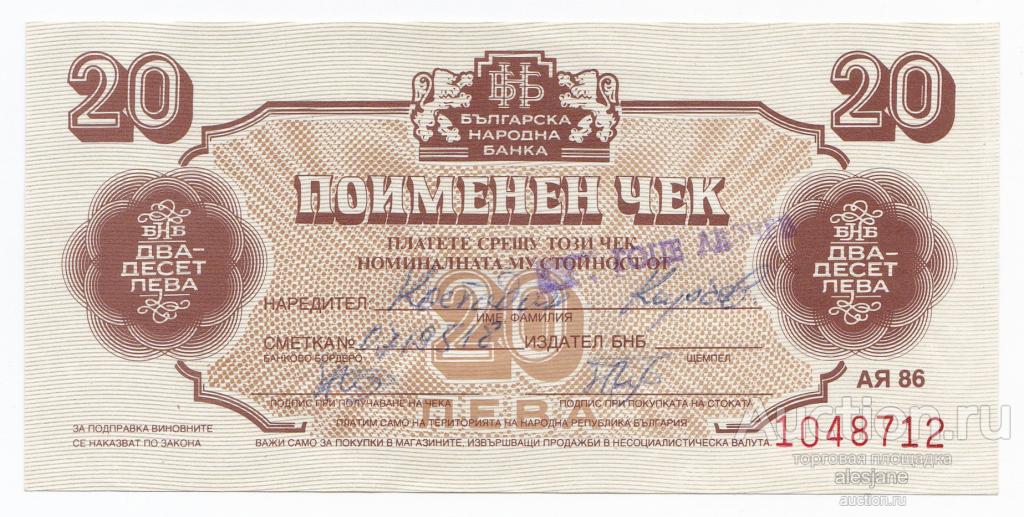 20
20
БНБ
БЪЛГАРСКА
НАРОДНА
БАНКА
ПОИМЕНЕН ЧЕК
ПЛАТЕТЕ СРЕЩУ ТОЗИ ЧЕК
НОМИНАЛНАТА МУ СТОЙНОСТ ОТ
БНБ
ДВА-
ДЕСЕТ
ЛЕВА
БНБ
ДВА-
ДЕСЕТ
ЛЕВА
НАРЕДИТЕЛ
ИМЕ, ФАМИЛИЯ
СМЕТКА № ИЗДАТЕЛ БНБ
БАНКОВО БОРДЕРО ЩЕМПЕЛ
20
ЛЕВА
АЯ 86
ПОДПИС ПРИ ПОЛУЧАВАНЕ НА ЧЕКА ПОДПИС ПРИ ПОКУПКАТА НА СТОКАТА
ПЛАТИМ САМО НА ТЕРИТОРИЯТА НА НАРОДНА РЕПУБЛИКА БЪЛГАРИЯ
ЗА ПОДПРАВКА ВИНОВНИТЕ
СЕ НАКАЗВАТ ПО ЗАКОНА
ВАЖИ САМО ЗА ПОКУПКИ В МАГАЗИНИТЕ, ИЗВЪРШВАЩИ ПРОДАЖБИ В НЕСОЦИАЛИСТИЧЕСКА ВАЛУТА
1048712
Auction.ru
торговая площадка
alesjane
auction.ru